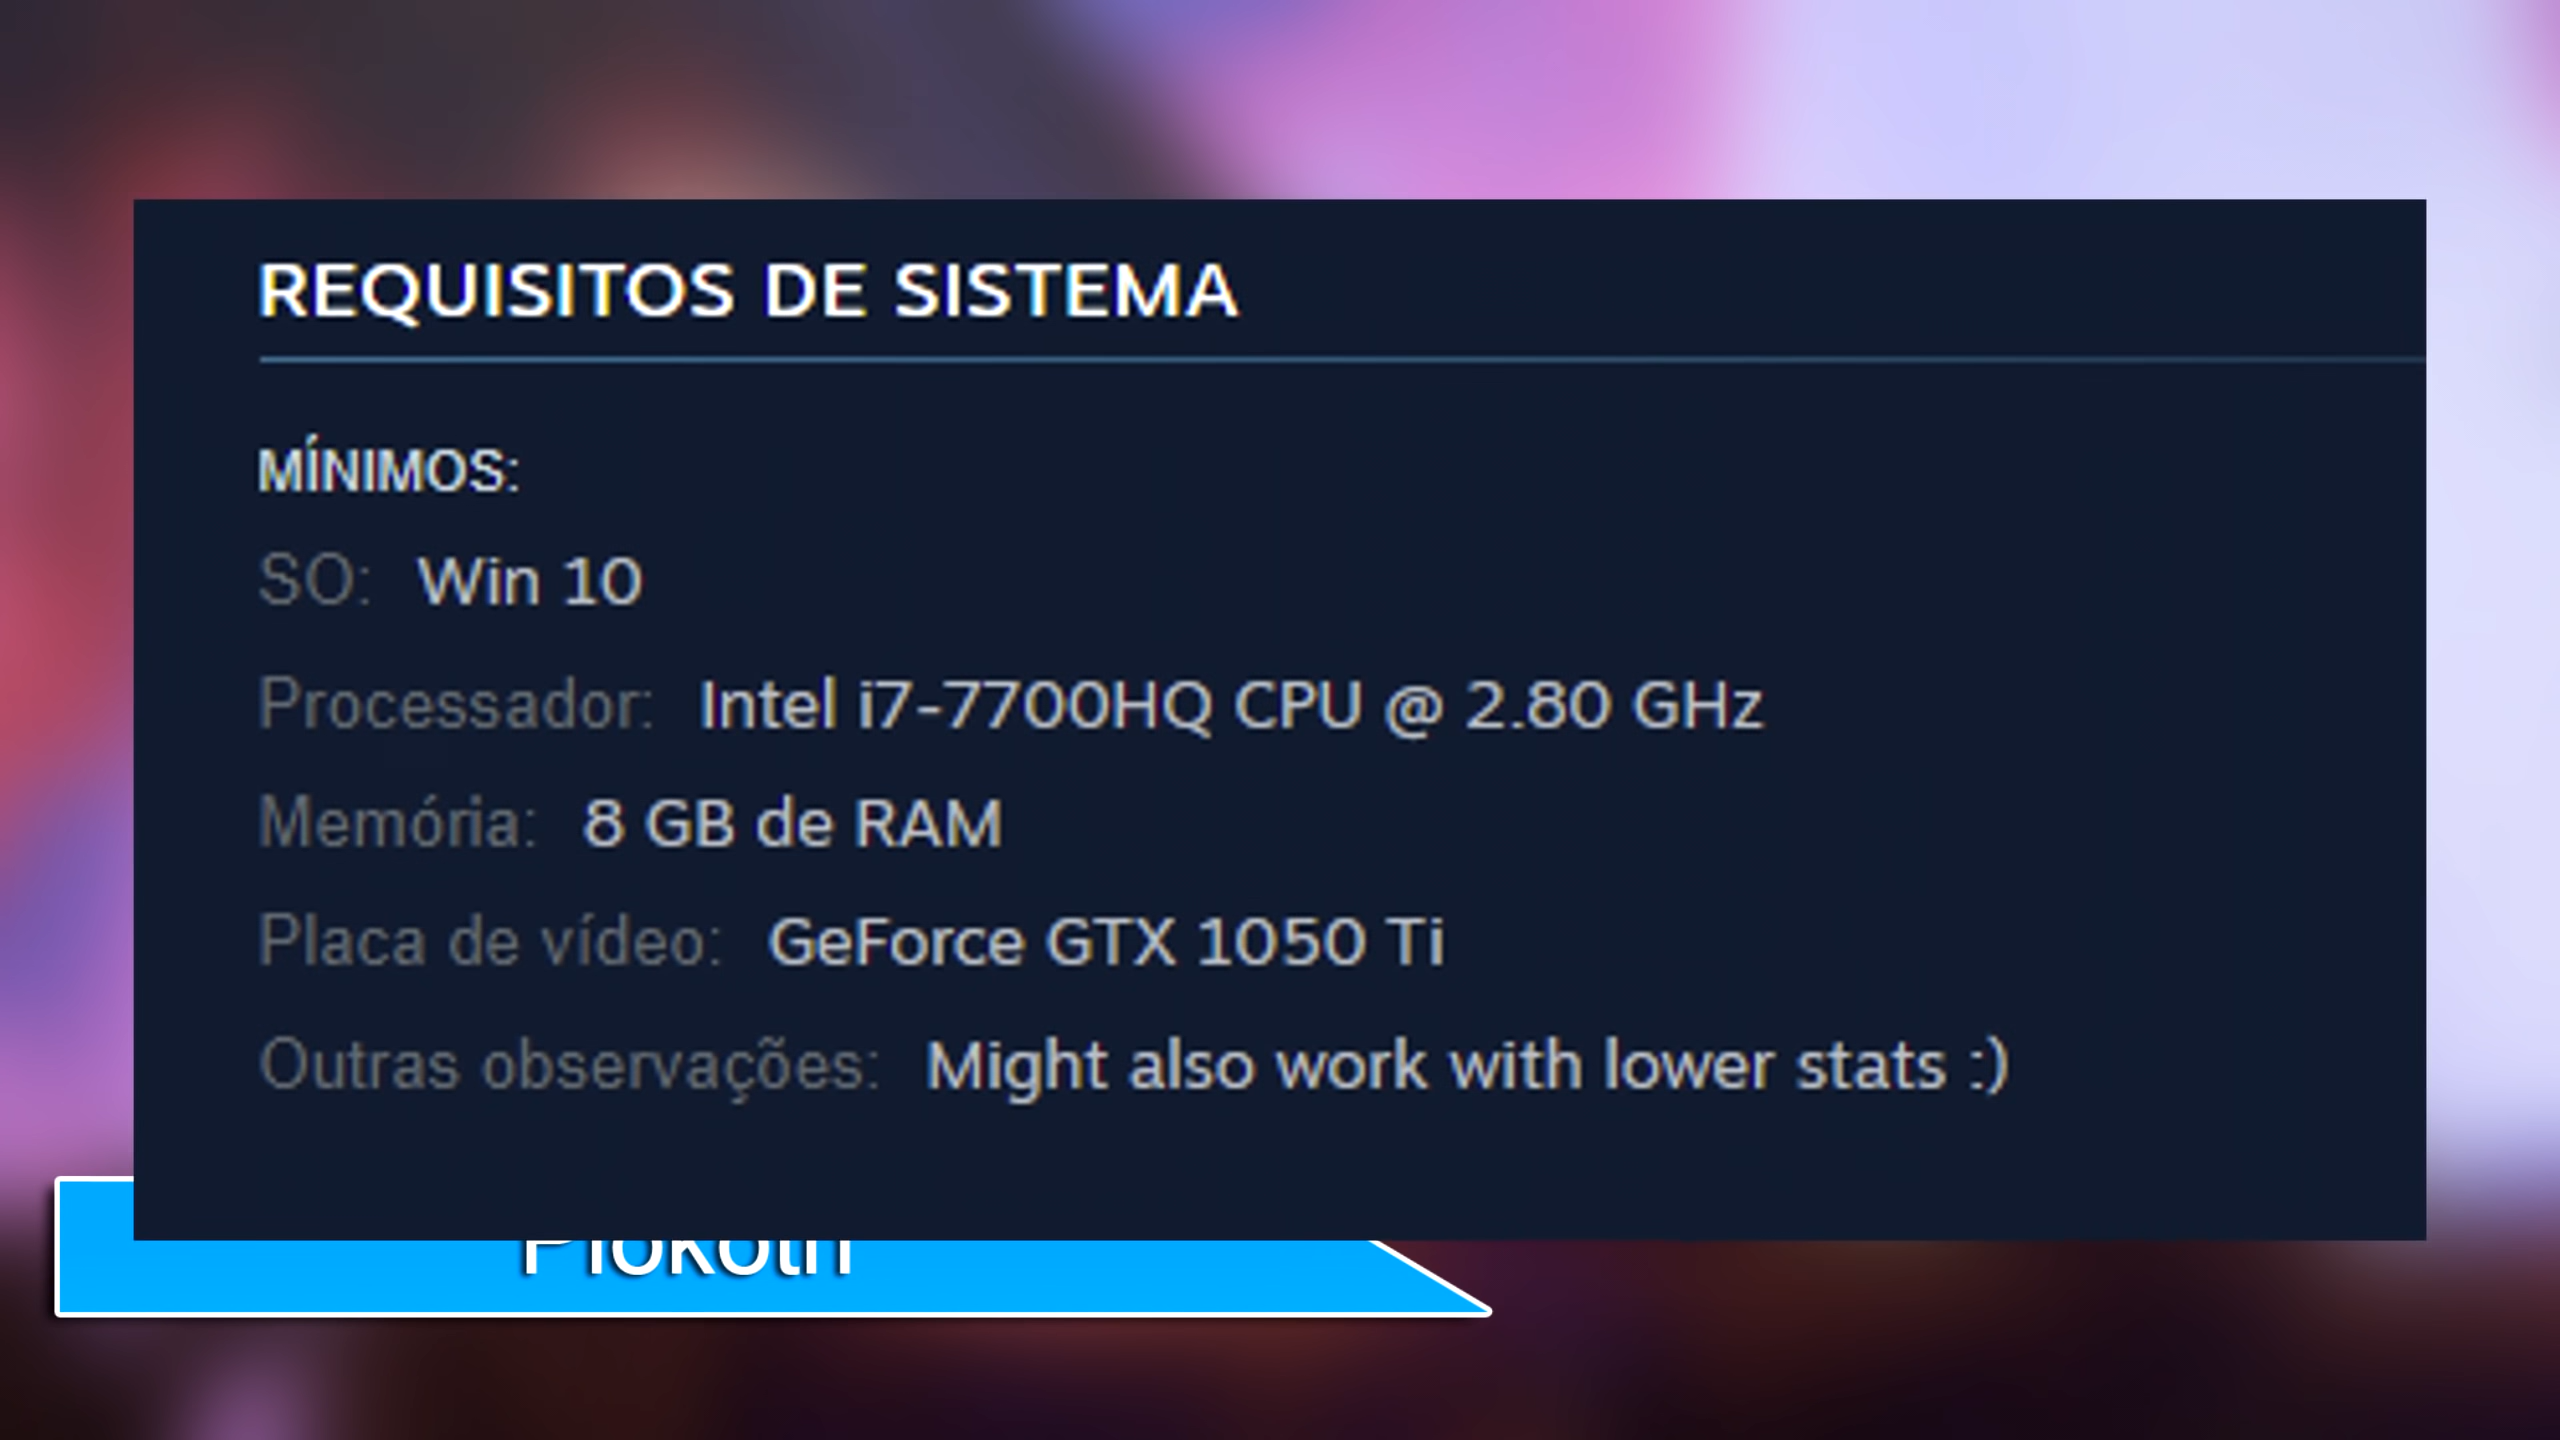 REQUISITOS DE SISTEMA
MÍNIMOS:
SO: Win 10
Processador: Intel i7-7700HQ CPU @ 2.80 GHz
Memória: 8 GB de RAM
Placa de vídeo: GeForce GTX 1050 Ti
Outras observações: Might also work with lower stats :)